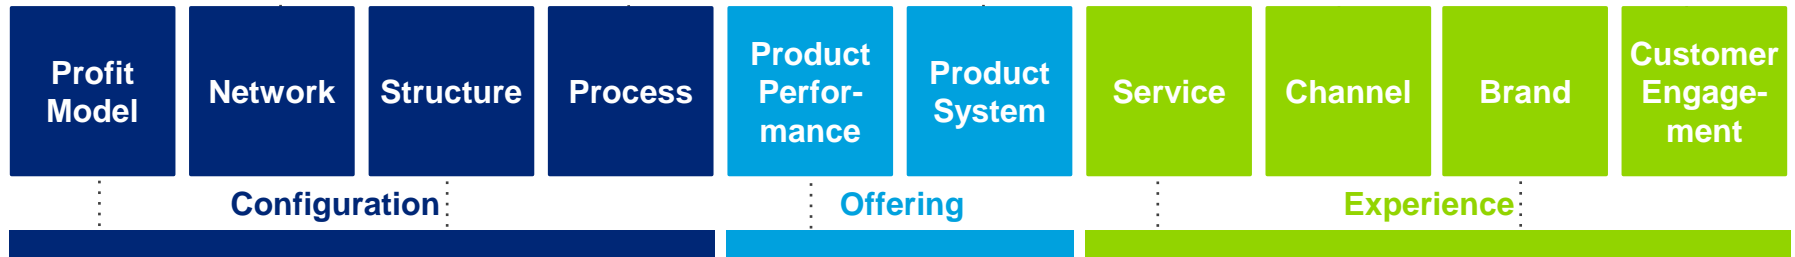 Profit
Model
Network
Structure
Process
Product
Perfor-
mance
Product
System
Service
Channel
Brand
Customer
Engage-
ment
Configuration
Offering
Experience